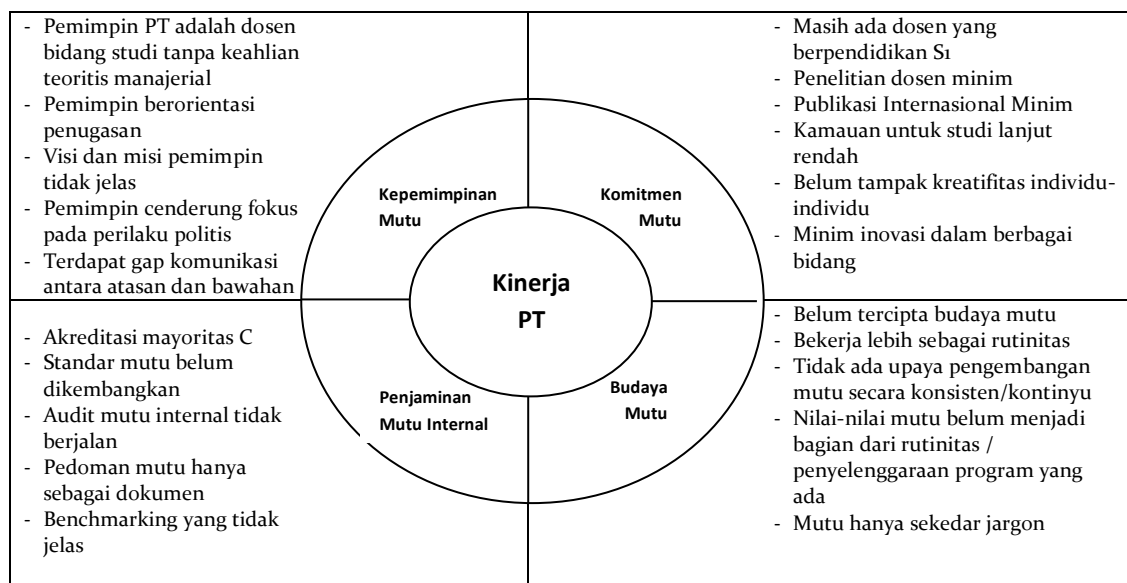 - Pemimpin PT adalah dosen
bidang studi tanpa keahlian
teoritis manajerial
- Pemimpin berorientasi
penugasan
- Visi dan misi pemimpin
tidak jelas
- Pemimpin cenderung fokus
pada perilaku politis
- Terdapat gap komunikasi
antara atasan dan bawahan
- Masih ada dosen yang
berpendidikan S1
- Penelitian dosen minim
- Publikasi Internasional Minim
- Kamauan untuk studi lanjut
rendah
- Belum tampak kreatifitas individu-
individu
- Minim inovasi dalam berbagai
bidang
Kepemimpinan
Mutu
Komitmen
Mutu
Kinerja
PT
Penjaminan
Mutu Internal
Budaya
Mutu
- Akreditasi mayoritas C
- Standar mutu belum
dikembangkan
- Audit mutu internal tidak
berjalan
- Pedoman mutu hanya
sebagai dokumen
- Benchmarking yang tidak
jelas
- Belum tercipta budaya mutu
- Bekerja lebih sebagai rutinitas
- Tidak ada upaya pengembangan
mutu secara konsisten/kontinyu
- Nilai-nilai mutu belum menjadi
bagian dari rutinitas /
penyelenggaraan program yang
ada
- Mutu hanya sekedar jargon